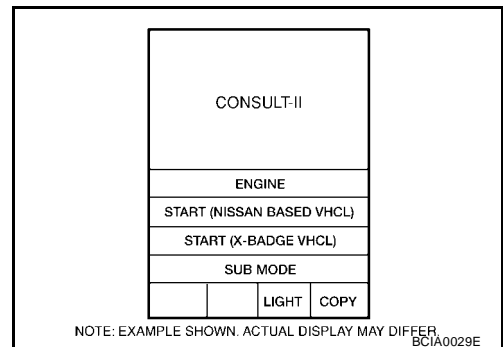 CONSULT-II
ENGINE
START (NISSAN BASED VHCL)
START (X-BADGE VHCL)
SUB MODE
LIGHT COPY
NOTE: EXAMPLE SHOWN. ACTUAL DISPLAY MAY DIFFER.
BCIA0029E